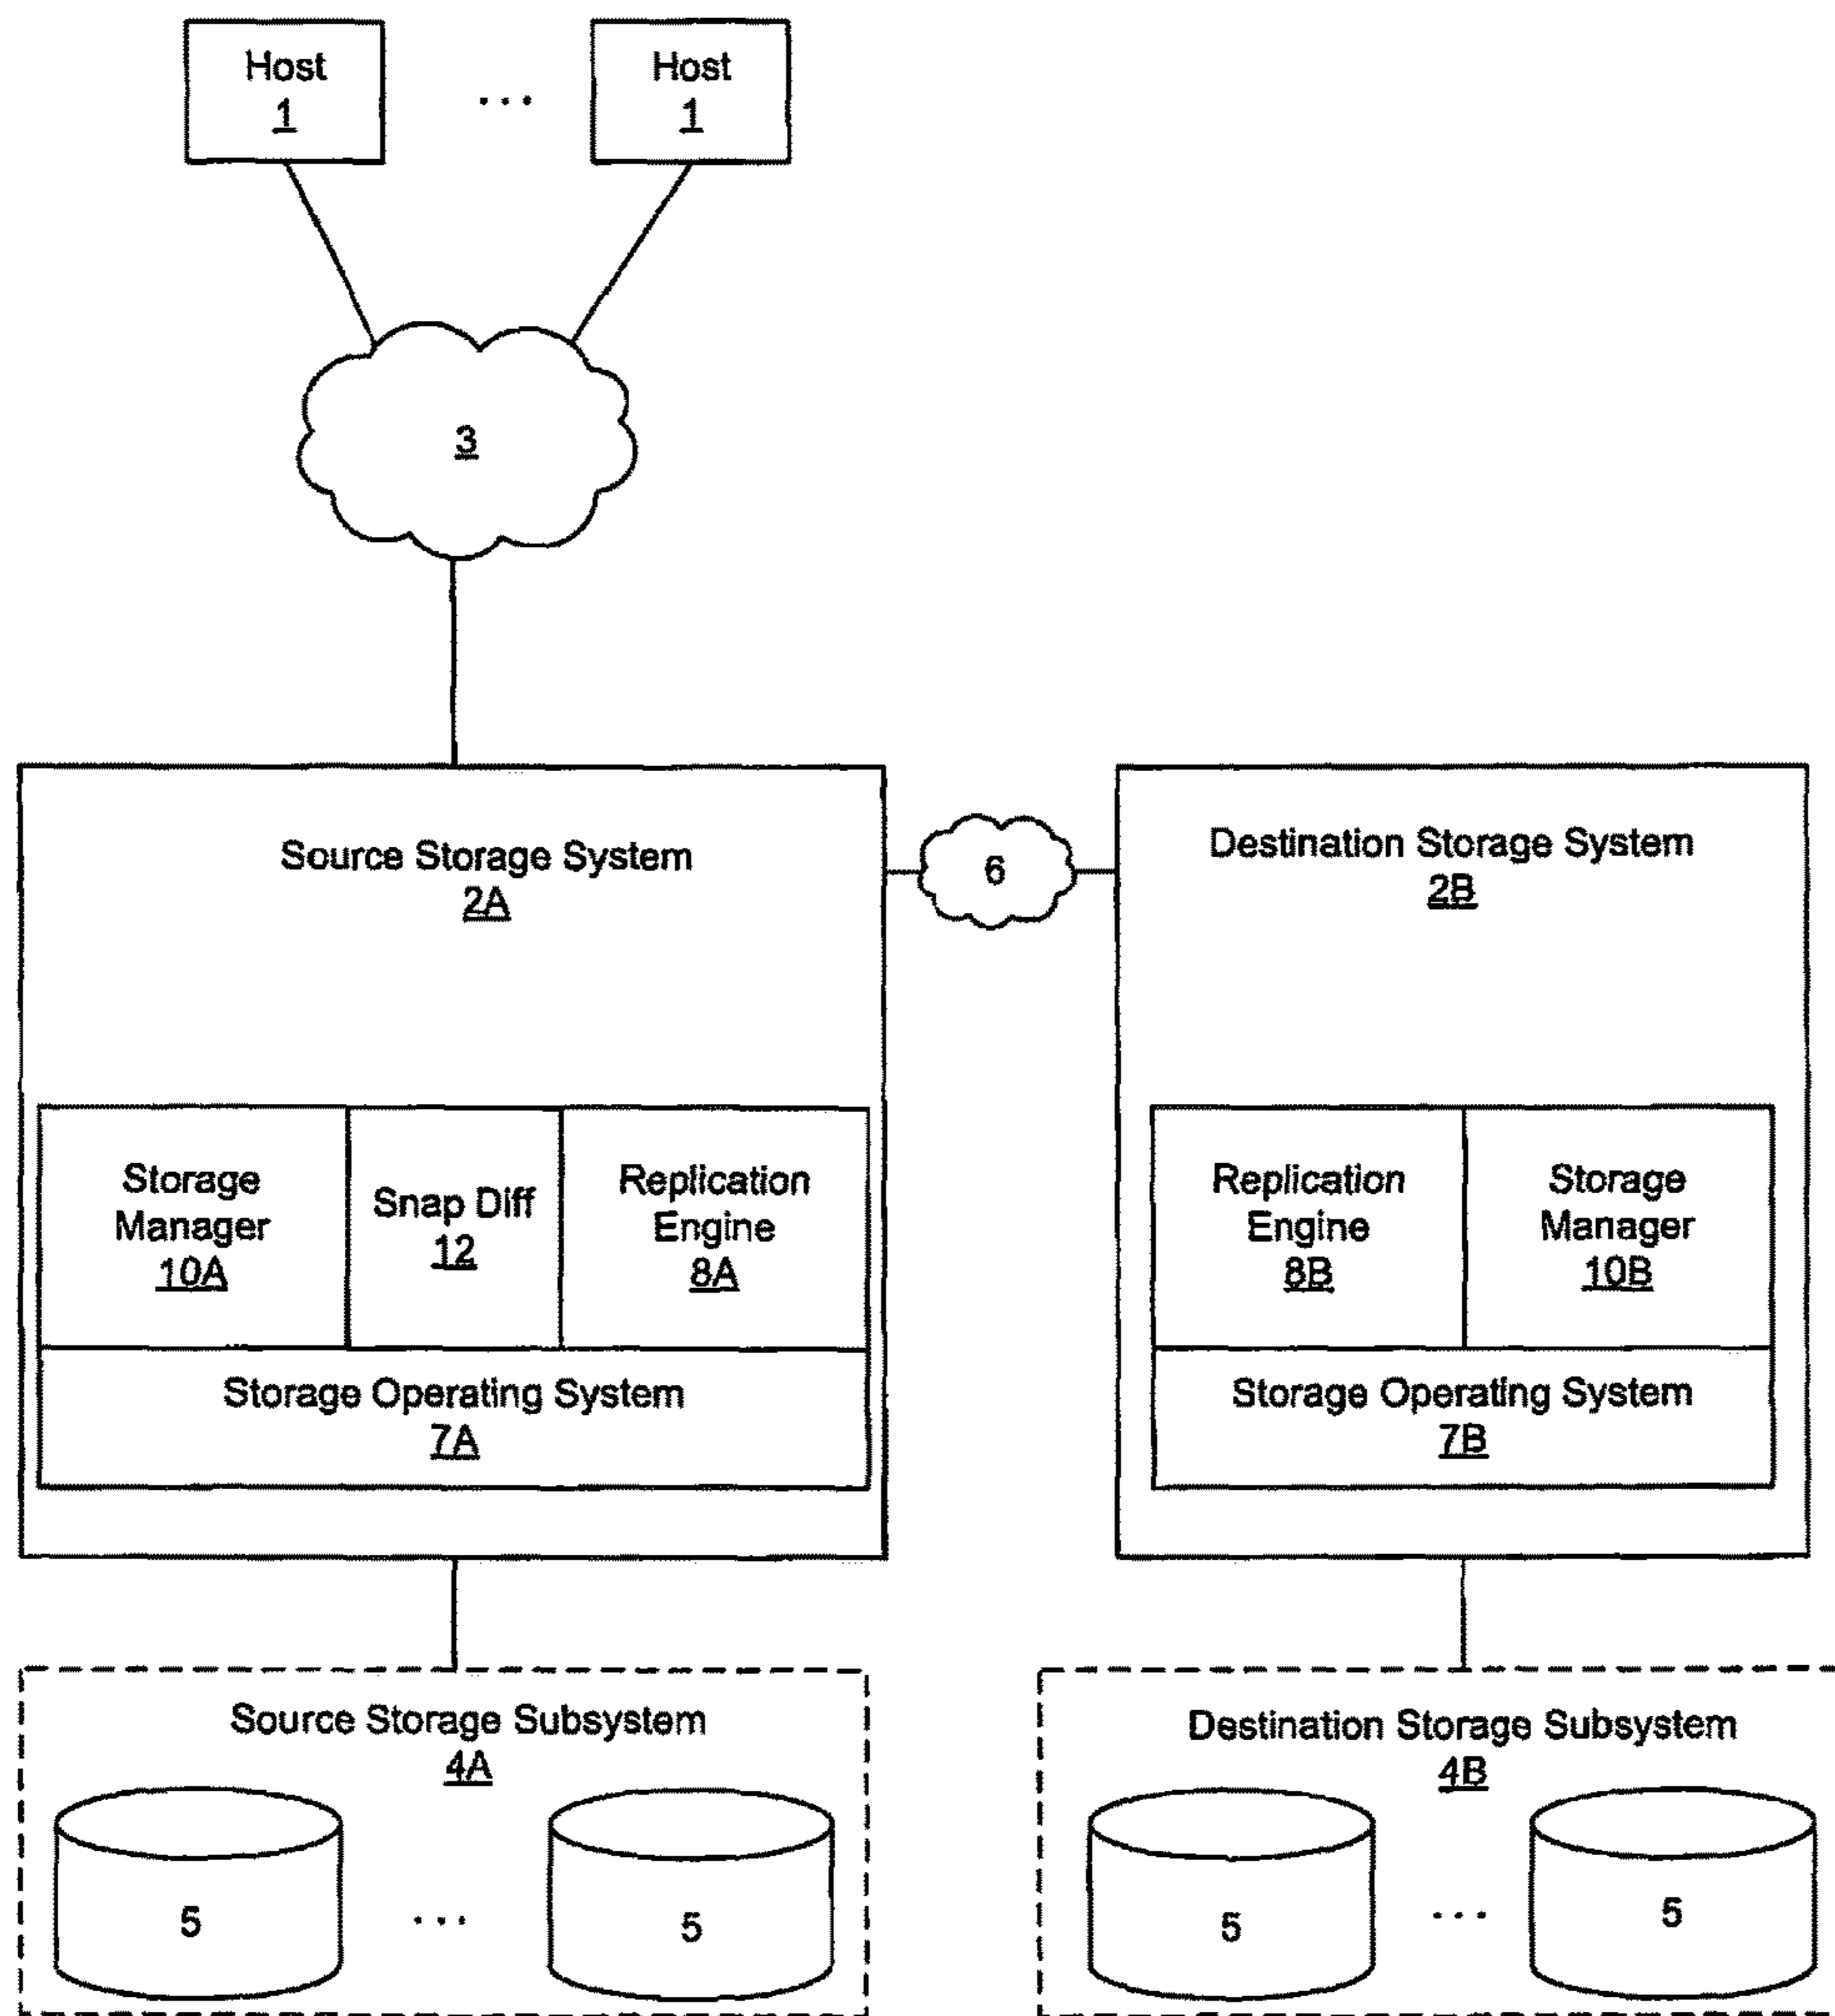 Host
1
...
Host
1
3
Source Storage System
2A
6
Destination Storage System
2B
Storage
Manager
10A
Snap Diff
12
Replication
Engine
8A
Storage Operating System
7A
Replication
Engine
8B
Storage
Manager
10B
Storage Operating System
7B
Source Storage Subsystem
4A
5
...
5
Destination Storage Subsystem
4B
5
...
5